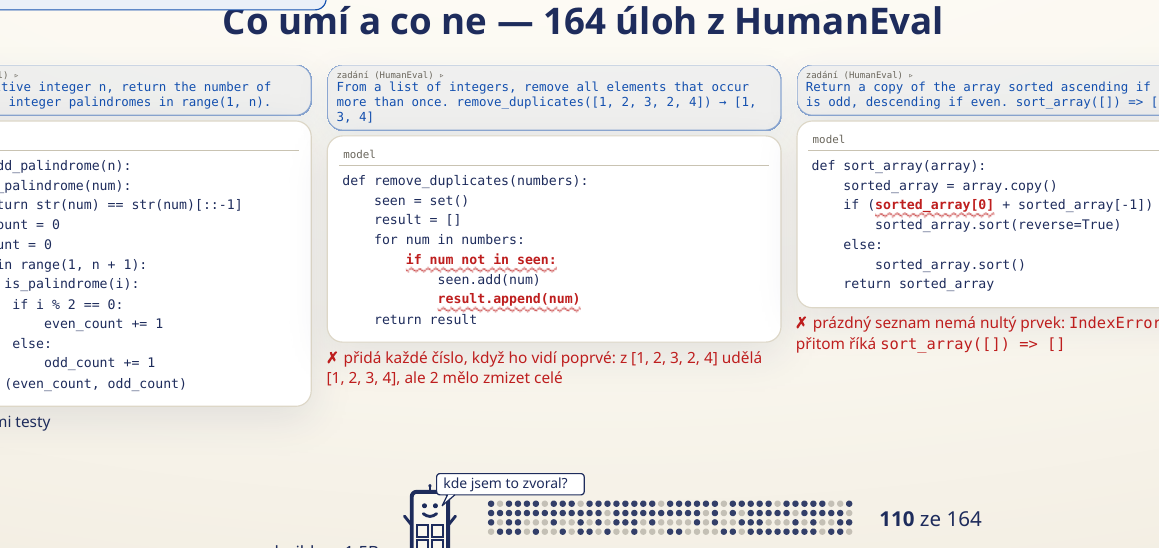 Co umí a co ne — 164 úloh z HumanEval
tive integer n, return the number of
integer palindromes in range(1, n).
dd_palindrome(n):
_palindrome(num):
turn str(num) == str(num)[::-1]
ount = 0
unt = 0
in range(1, n + 1):
is_palindrome(i):
if i % 2 == 0:
even_count += 1
else:
odd_count += 1
(even_count, odd_count)
mi testy
zadání (HumanEval) ▹
From a list of integers, remove all elements that occur
more than once. remove_duplicates([1, 2, 3, 2, 4]) → [1,
3, 4]
model
def remove_duplicates(numbers):
seen = set()
result = []
for num in numbers:
if num not in seen:
seen.add(num)
result.append(num)
return result
✗ přidá každé číslo, když ho vidí poprvé: z [1, 2, 3, 2, 4] udělá
[1, 2, 3, 4], ale 2 mělo zmizet celé
zadání (HumanEval) ▹
Return a copy of the array sorted ascending if
is odd, descending if even. sort_array([]) => [
model
def sort_array(array):
sorted_array = array.copy()
if (sorted_array[0] + sorted_array[-1])
sorted_array.sort(reverse=True)
else:
sorted_array.sort()
return sorted_array
✗ prázdný seznam nemá nultý prvek: IndexError
přitom říká sort_array([]) => []
kde jsem to zvoral?
110 ze 164